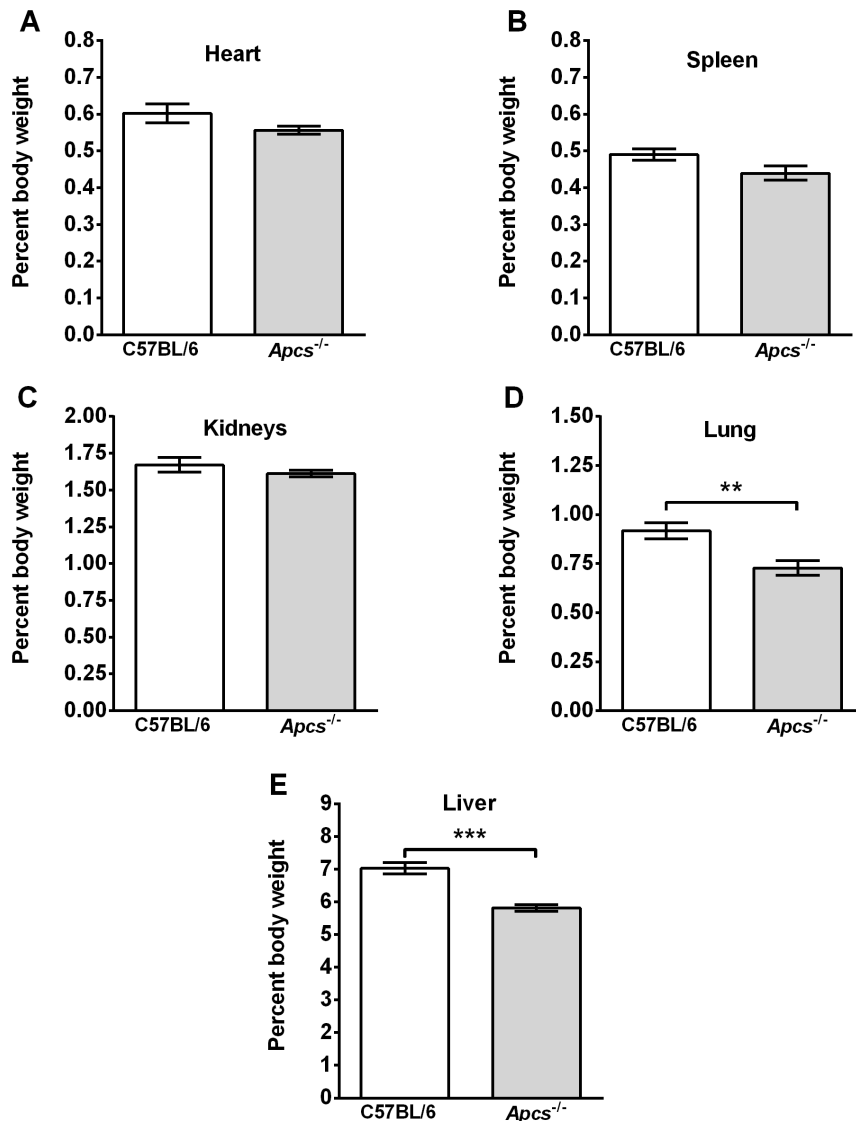 A
Heart
Percent body weight
0.8
0.7
0.6
0.5
0.4
0.3
0.2
0.1
0.0
C57BL/6
Apcs-/-
B
Spleen
Percent body weight
0.8
0.7
0.6
0.5
0.4
0.3
0.2
0.1
0.0
C57BL/6
Apcs-/-
C
Kidneys
Percent body weight
2.00
1.75
1.50
1.25
1.00
0.75
0.50
0.25
0.00
C57BL/6
Apcs-/-
D
Lung
Percent body weight
1.50
1.25
1.00
0.75
0.50
0.25
0.00
**
C57BL/6
Apcs-/-
E
Liver
Percent body weight
9
8
7
6
5
4
3
2
1
0
***
C57BL/6
Apcs-/-